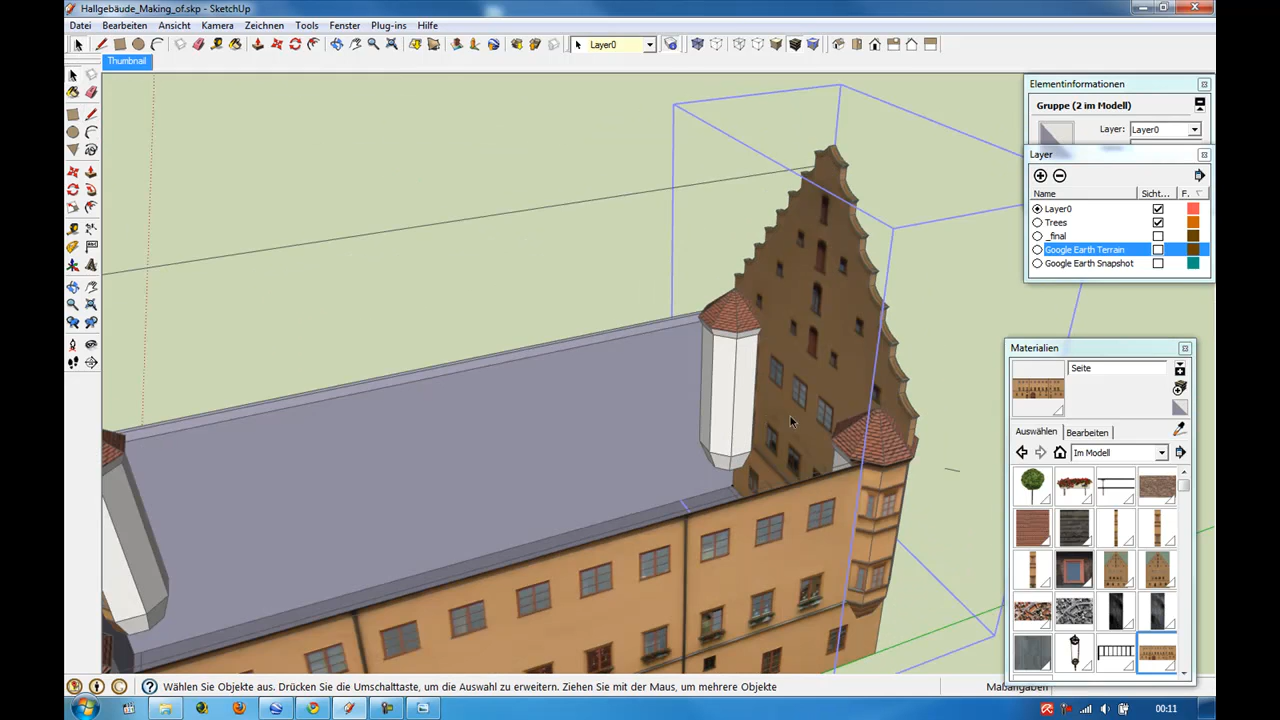 Hallgebäude_Making_of.skp - SketchUp
Datei Bearbeiten Ansicht Kamera Zeichnen Tools Fenster Plug-ins Hilfe
Layer0
Thumbnail
Elementinformationen
Gruppe (2 im Modell)
Layer: Layer0
Layer
Name Sicht... F.
Layer0
Trees
_final
Google Earth Terrain
Google Earth Snapshot
Materialien
Seite
Auswählen Bearbeiten
Im Modell
Wählen Sie Objekte aus. Drücken Sie die Umschalttaste, um die Auswahl zu erweitern. Ziehen Sie mit der Maus, um mehrere Objekte
Maßangaben
00:11